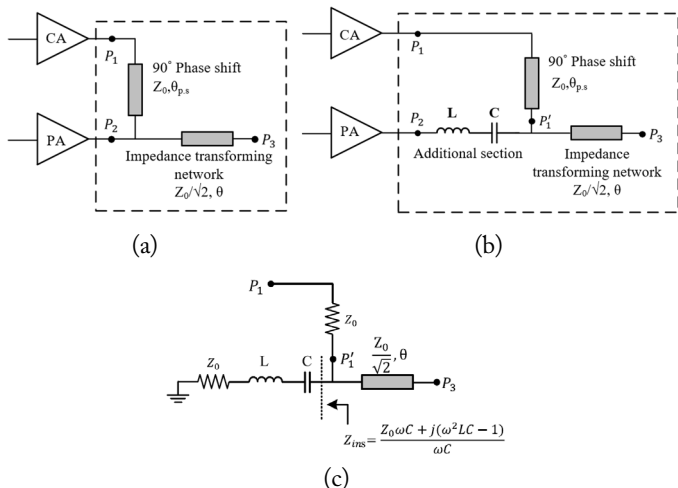 CA
P₁
90° Phase shift
Z₀,θₚ.ₛ
PA
P₂
P₃
Impedance transforming
network
Z₀/√2, θ
(a)
CA
P₁
90° Phase shift
Z₀,θₚ.ₛ
PA
P₂
L
C
P₁′
P₃
Additional section
Impedance
transforming network
Z₀/√2, θ
(b)
P₁
Z₀
Z₀
L
C
P₁′
Z₀/√2, θ
P₃
Zᵢₙₛ= (Z₀ωC + j(ω²LC − 1))/ωC
(c)